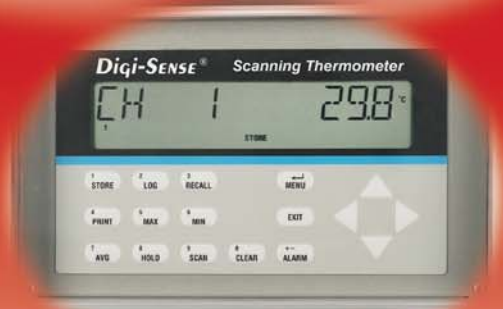 Digi-Sense® Scanning Thermometer
CH 1 29.8 °C
1
STORE
1 STORE 2 LOG 3 RECALL MENU
4 PRINT 5 MAX 6 MIN EXIT
7 AVG 8 HOLD 9 SCAN 0 CLEAR +− ALARM